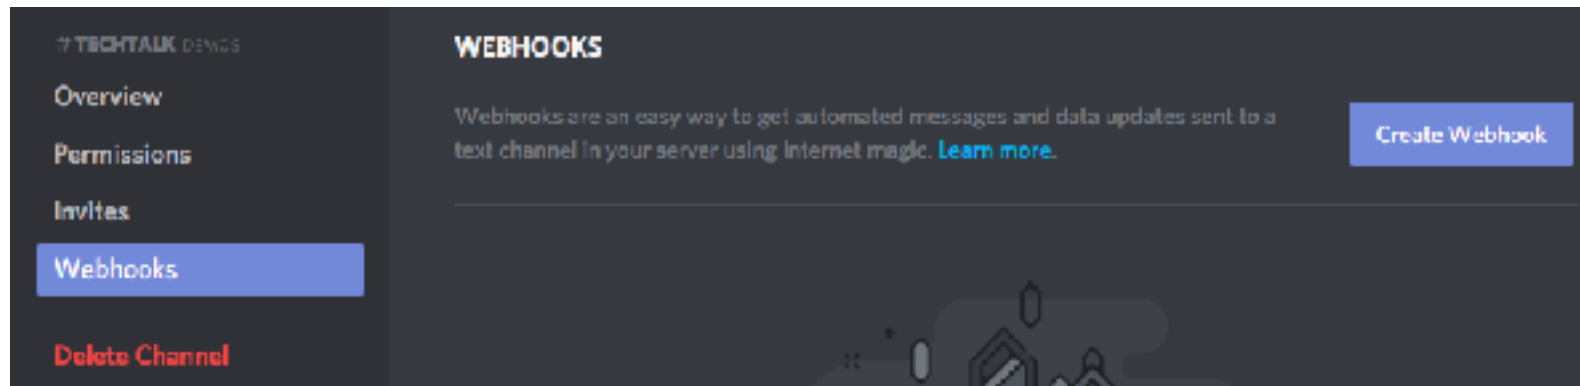 # TECHTALK DEMOS
Overview
Permissions
Invites
Webhooks
Delete Channel
WEBHOOKS
Webhooks are an easy way to get automated messages and data updates sent to a
text channel in your server using internet magic. Learn more.
Create Webhook